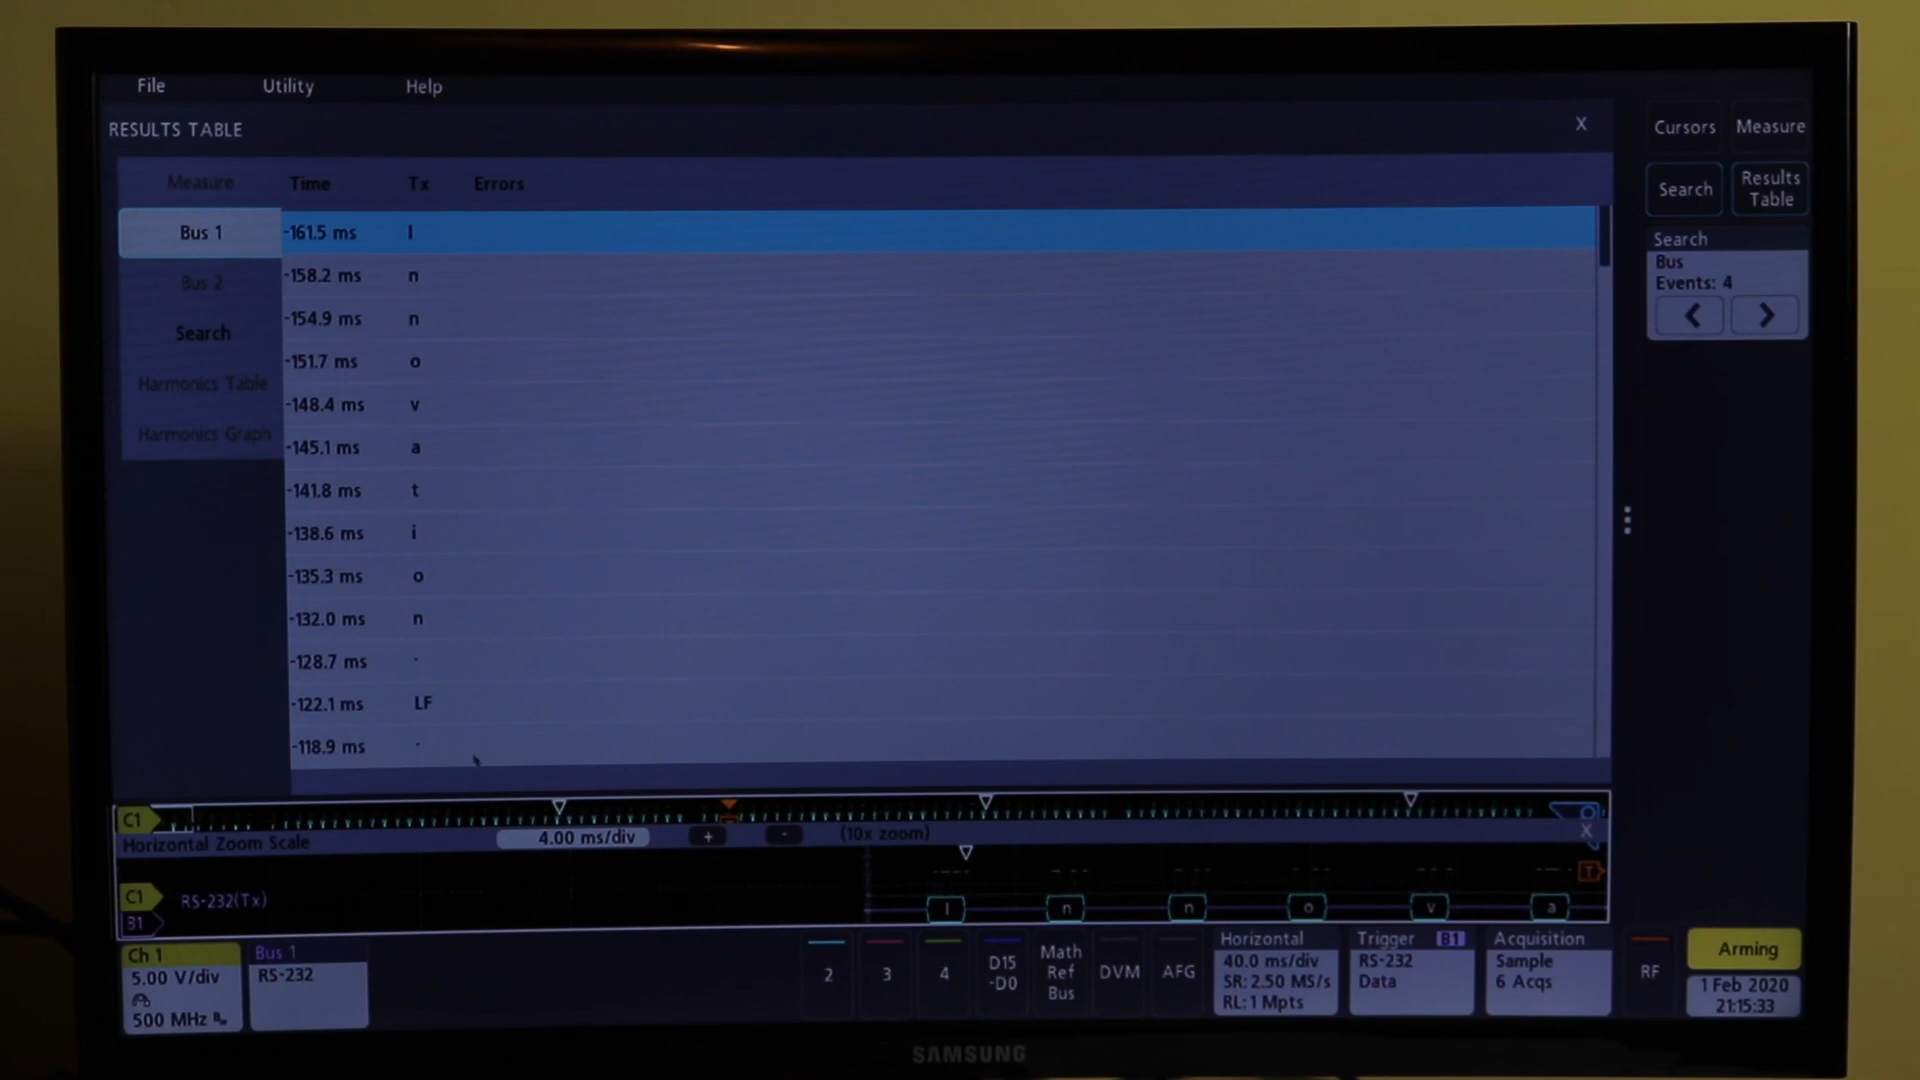 File Utility Help
RESULTS TABLE X
Cursors Measure
Search Results Table
Measure Time Tx Errors
Bus 1 -161.5 ms I
Bus 2 -158.2 ms n
Search -154.9 ms n
Harmonics Table -151.7 ms o
Harmonics Graph -148.4 ms v
-145.1 ms a
-141.8 ms t
-138.6 ms i
-135.3 ms o
-132.0 ms n
-128.7 ms .
-122.1 ms LF
-118.9 ms .
Search
Bus
Events: 4
< >
C1
Horizontal Zoom Scale 4.00 ms/div + - (10x zoom) X
C1 RS-232(Tx) T
B1 I n n o v a
Ch 1
5.00 V/div
500 MHz Bw
Bus 1
RS-232
2 3 4
D15
-D0
Math
Ref
Bus
DVM AFG
Horizontal
40.0 ms/div
SR: 2.50 MS/s
RL: 1 Mpts
Trigger B1
RS-232
Data
Acquisition
Sample
6 Acqs
RF
Arming
1 Feb 2020
21:15:33
SAMSUNG